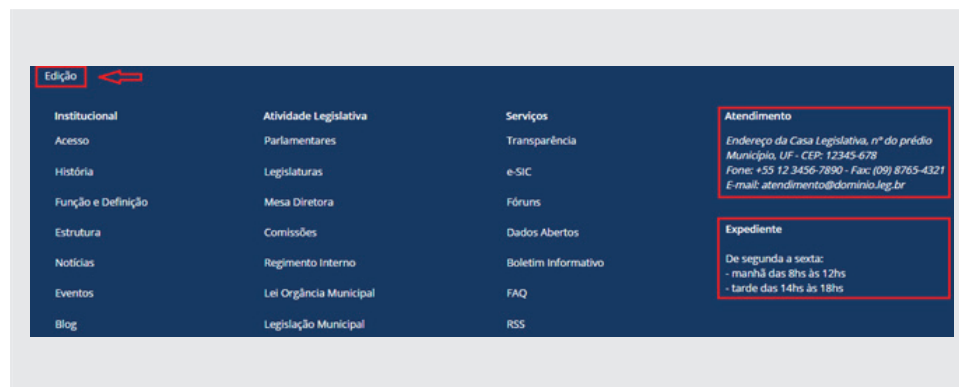 Edição
Institucional
Acesso
História
Função e Definição
Estrutura
Notícias
Eventos
Blog
Atividade Legislativa
Parlamentares
Legislaturas
Mesa Diretora
Comissões
Regimento Interno
Lei Orgância Municipal
Legislação Municipal
Serviços
Transparência
e-SIC
Fóruns
Dados Abertos
Boletim Informativo
FAQ
RSS
Atendimento
Endereço da Casa Legislativa, nº do prédio
Município, UF - CEP: 12345-678
Fone: +55 12 3456-7890 - Fax: (09) 8765-4321
E-mail: atendimento@dominio.leg.br
Expediente
De segunda a sexta:
- manhã das 8hs às 12hs
- tarde das 14hs às 18hs